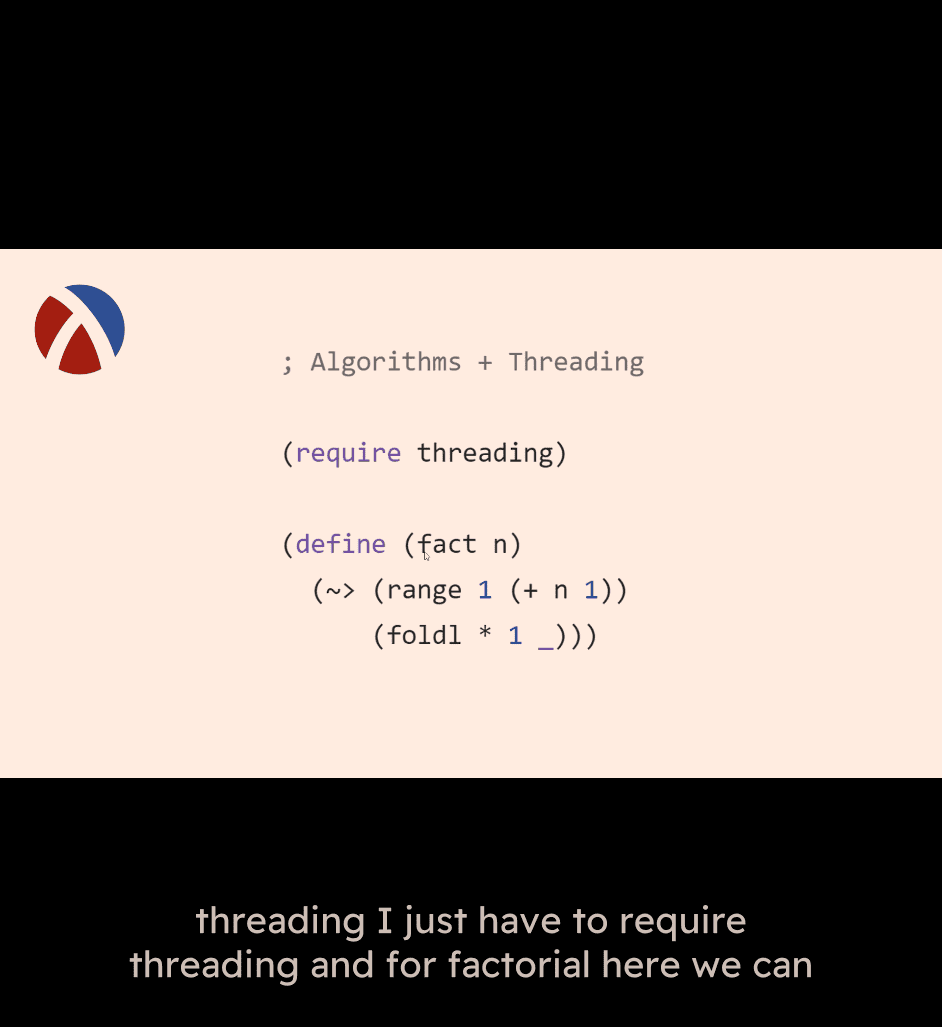 ; Algorithms + Threading
(require threading)
(define (fact n)
(~> (range 1 (+ n 1))
(foldl * 1 _)))
threading I just have to require
threading and for factorial here we can